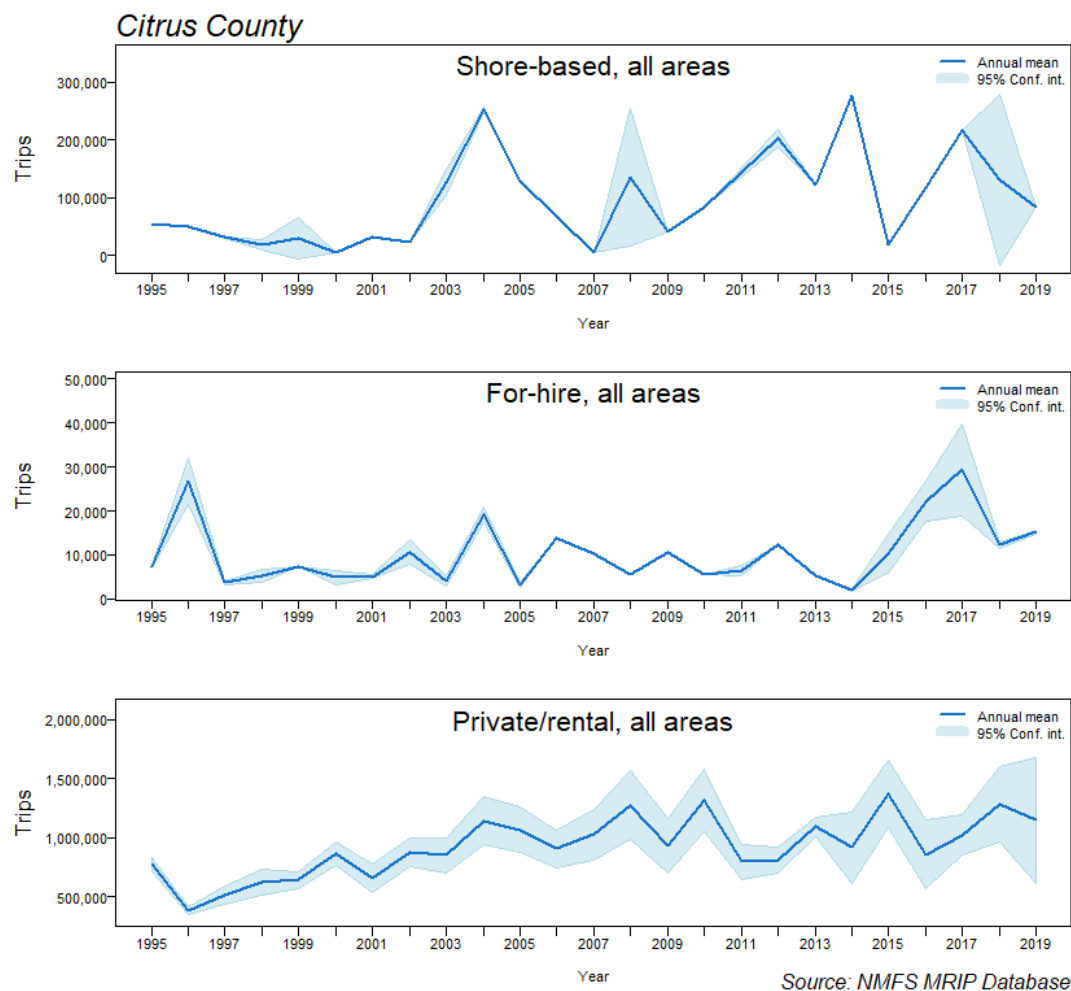 Citrus County
Shore-based, all areas
Annual mean
95% Conf. int.
Trips
300,000
200,000
100,000
0
1995 1997 1999 2001 2003 2005 2007 2009 2011 2013 2015 2017 2019
Year
For-hire, all areas
Annual mean
95% Conf. int.
Trips
50,000
40,000
30,000
20,000
10,000
0
1995 1997 1999 2001 2003 2005 2007 2009 2011 2013 2015 2017 2019
Year
Private/rental, all areas
Annual mean
95% Conf. int.
Trips
2,000,000
1,500,000
1,000,000
500,000
1995 1997 1999 2001 2003 2005 2007 2009 2011 2013 2015 2017 2019
Year
Source: NMFS MRIP Database